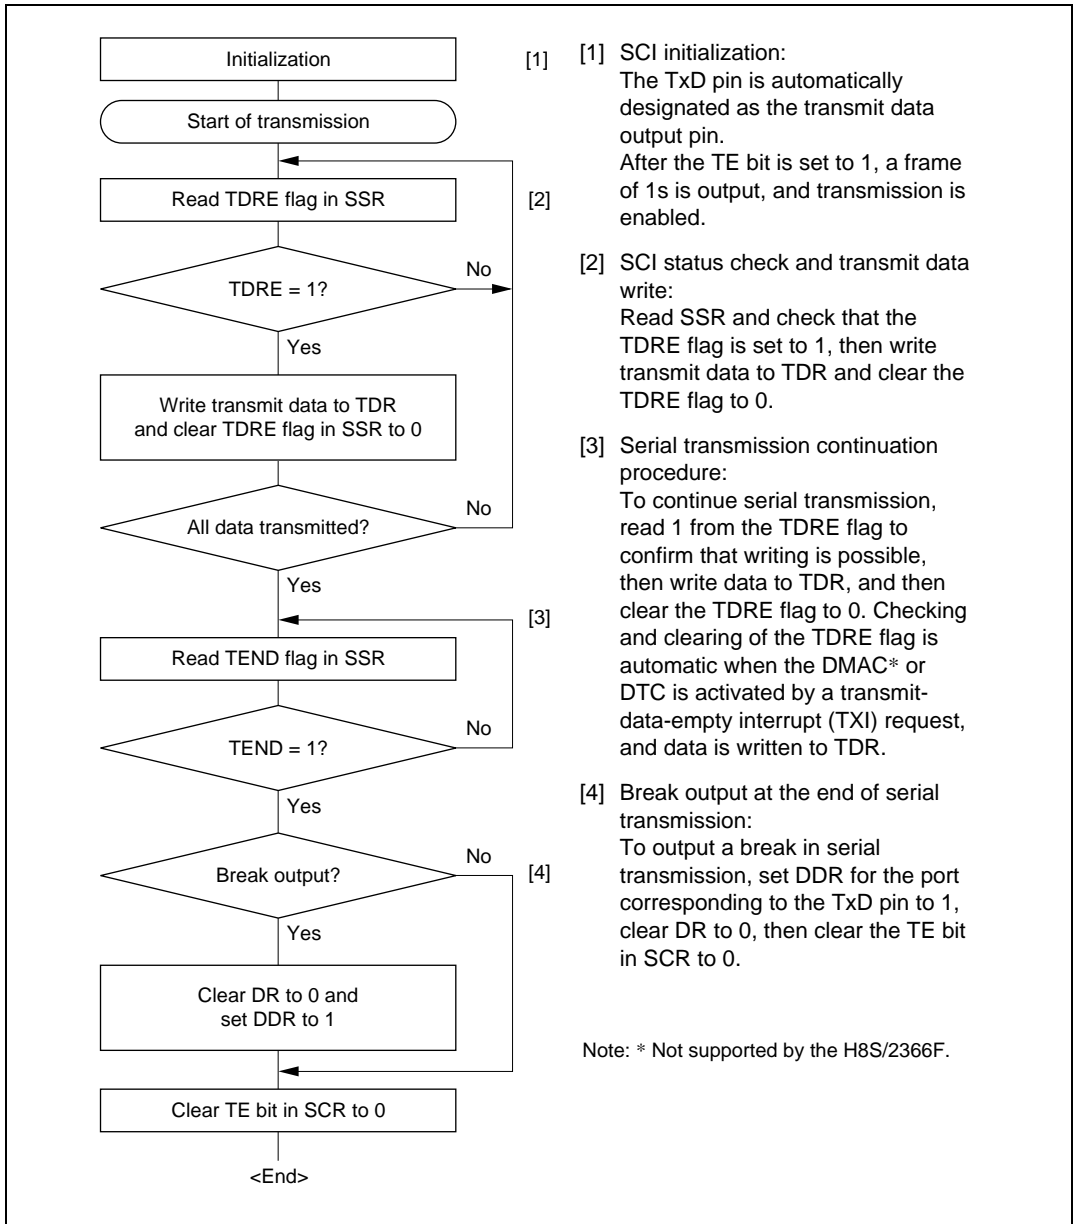 Initialization
[1]
Start of transmission
Read TDRE flag in SSR
[2]
No
TDRE = 1?
Yes
Write transmit data to TDR
and clear TDRE flag in SSR to 0
No
All data transmitted?
Yes
[3]
Read TEND flag in SSR
No
TEND = 1?
Yes
No
Break output?
[4]
Yes
Clear DR to 0 and
set DDR to 1
Clear TE bit in SCR to 0
<End>
[1] SCI initialization:
The TxD pin is automatically
designated as the transmit data
output pin.
After the TE bit is set to 1, a frame
of 1s is output, and transmission is
enabled.
[2] SCI status check and transmit data
write:
Read SSR and check that the
TDRE flag is set to 1, then write
transmit data to TDR and clear the
TDRE flag to 0.
[3] Serial transmission continuation
procedure:
To continue serial transmission,
read 1 from the TDRE flag to
confirm that writing is possible,
then write data to TDR, and then
clear the TDRE flag to 0. Checking
and clearing of the TDRE flag is
automatic when the DMAC* or
DTC is activated by a transmit-
data-empty interrupt (TXI) request,
and data is written to TDR.
[4] Break output at the end of serial
transmission:
To output a break in serial
transmission, set DDR for the port
corresponding to the TxD pin to 1,
clear DR to 0, then clear the TE bit
in SCR to 0.
Note: * Not supported by the H8S/2366F.